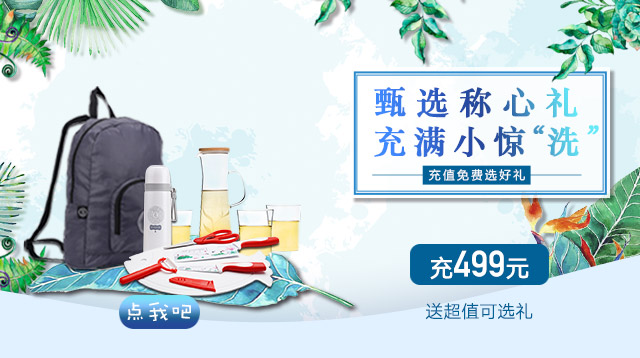 甄选称心礼
充满小惊“洗”
充值免费选好礼
充499元
送超值可选礼
点我吧